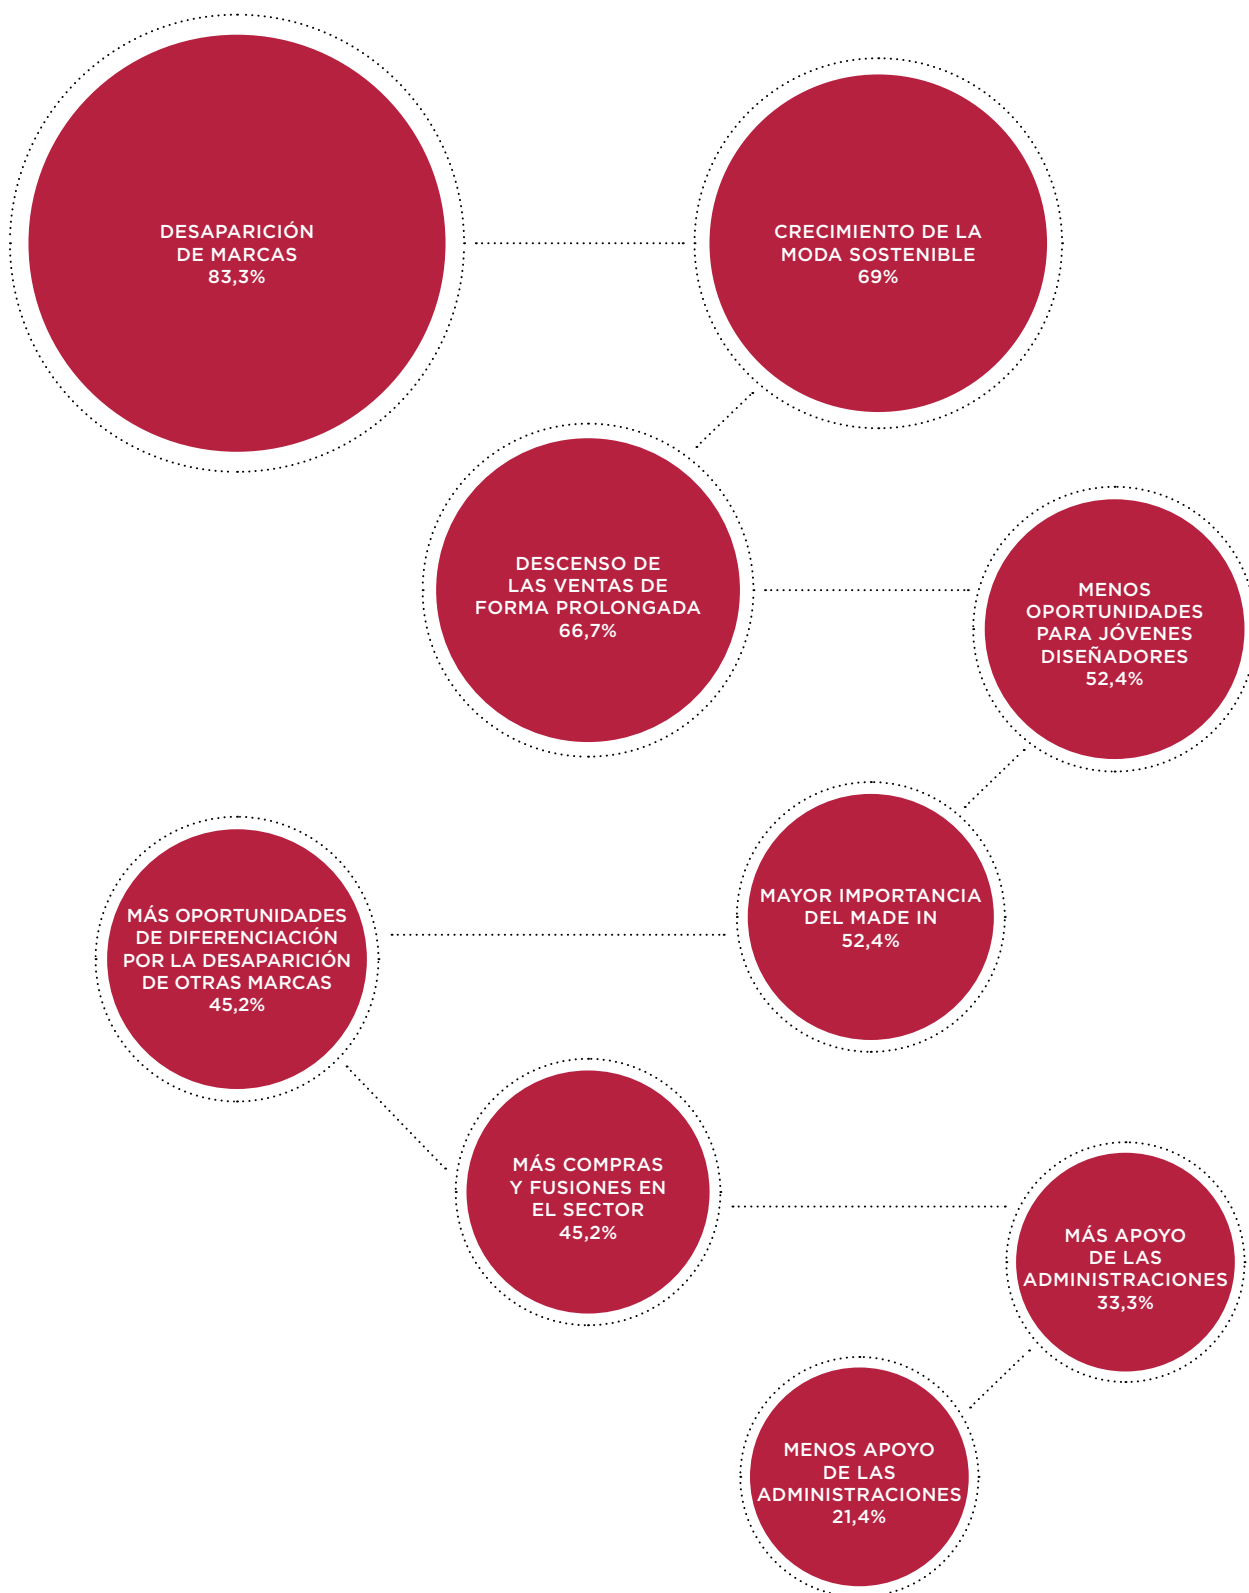 DESAPARICIÓN
DE MARCAS
83,3%
CRECIMIENTO DE LA
MODA SOSTENIBLE
69%
DESCENSO DE
LAS VENTAS DE
FORMA PROLONGADA
66,7%
MENOS
OPORTUNIDADES
PARA JÓVENES
DISEÑADORES
52,4%
MAYOR IMPORTANCIA
DEL MADE IN
52,4%
MÁS OPORTUNIDADES
DE DIFERENCIACIÓN
POR LA DESAPARICIÓN
DE OTRAS MARCAS
45,2%
MÁS COMPRAS
Y FUSIONES EN
EL SECTOR
45,2%
MÁS APOYO
DE LAS
ADMINISTRACIONES
33,3%
MENOS APOYO
DE LAS
ADMINISTRACIONES
21,4%